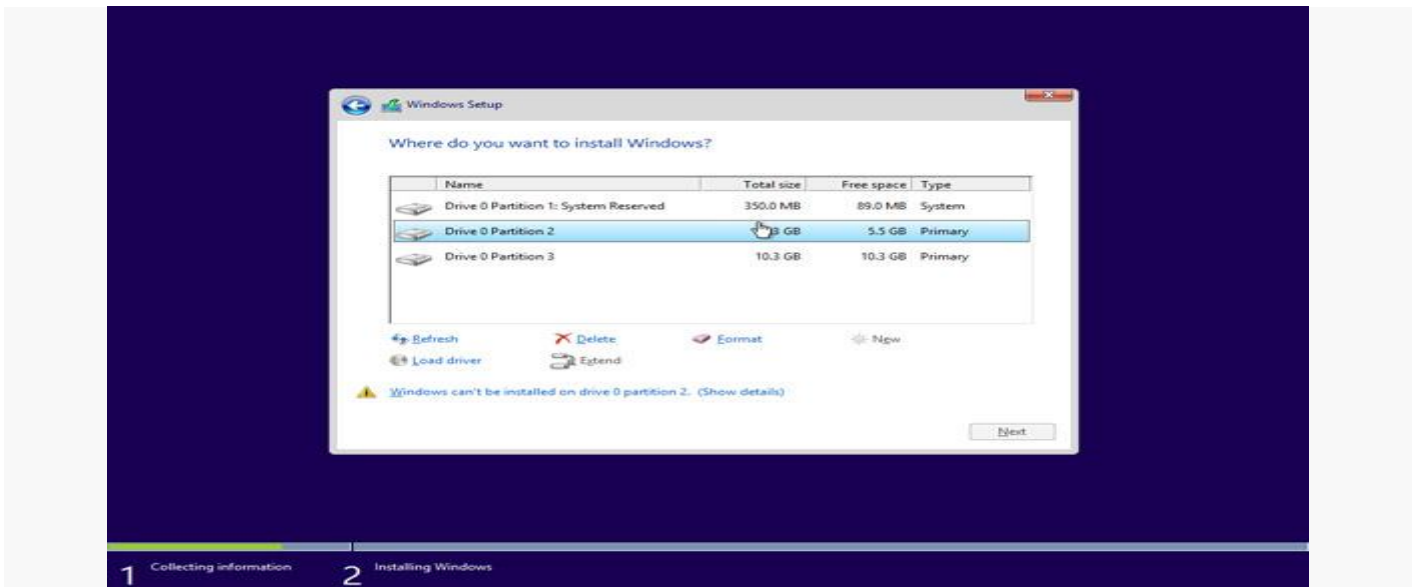 Windows Setup
Where do you want to install Windows?
Name Total size Free space Type
Drive 0 Partition 1: System Reserved 350.0 MB 89.0 MB System
Drive 0 Partition 2 GB 5.5 GB Primary
Drive 0 Partition 3 10.3 GB 10.3 GB Primary
Refresh Delete Format New
Load driver Extend
Windows can't be installed on drive 0 partition 2. (Show details)
Next
1 Collecting information 2 Installing Windows